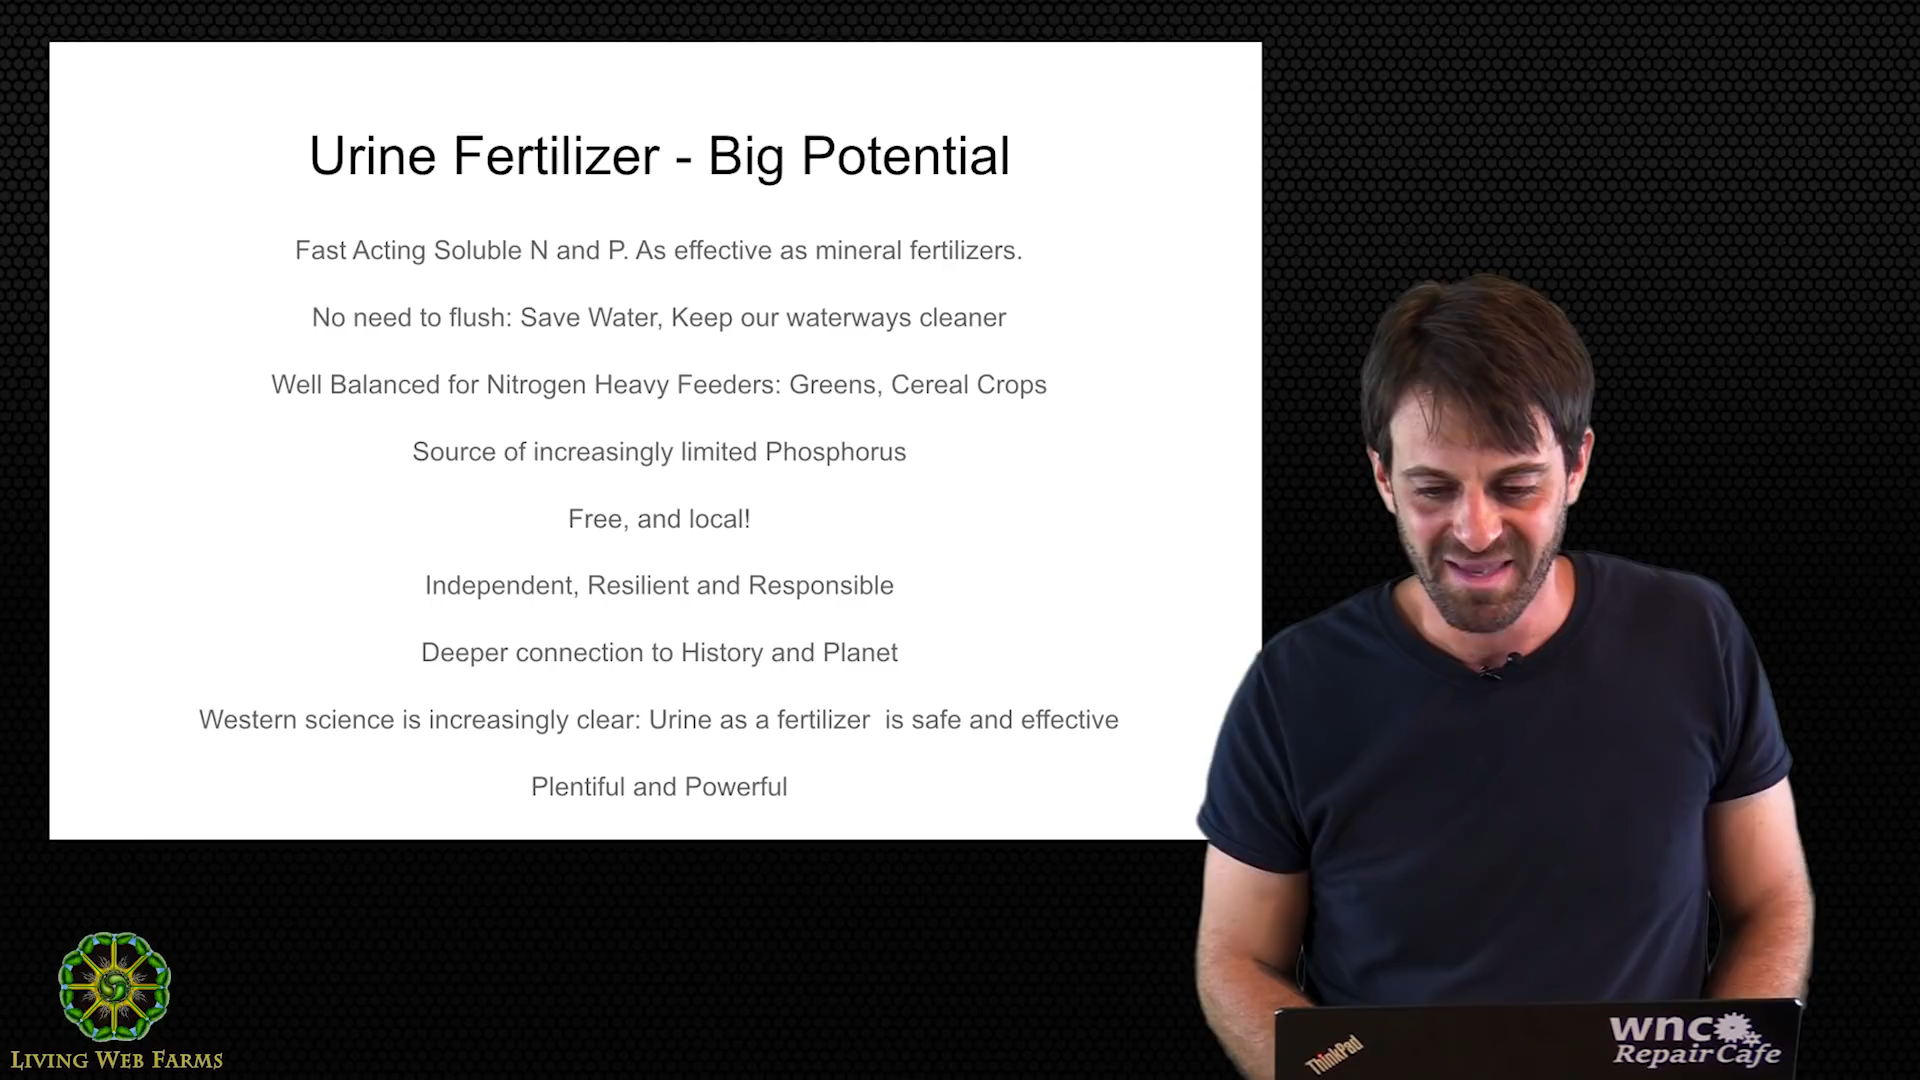 Urine Fertilizer - Big Potential
Fast Acting Soluble N and P. As effective as mineral fertilizers.
No need to flush: Save Water, Keep our waterways cleaner
Well Balanced for Nitrogen Heavy Feeders: Greens, Cereal Crops
Source of increasingly limited Phosphorus
Free, and local!
Independent, Resilient and Responsible
Deeper connection to History and Planet
Western science is increasingly clear: Urine as a fertilizer  is safe and effective
Plentiful and Powerful
LIVING WEB FARMS
ThinkPad
wnc
Repair Cafe